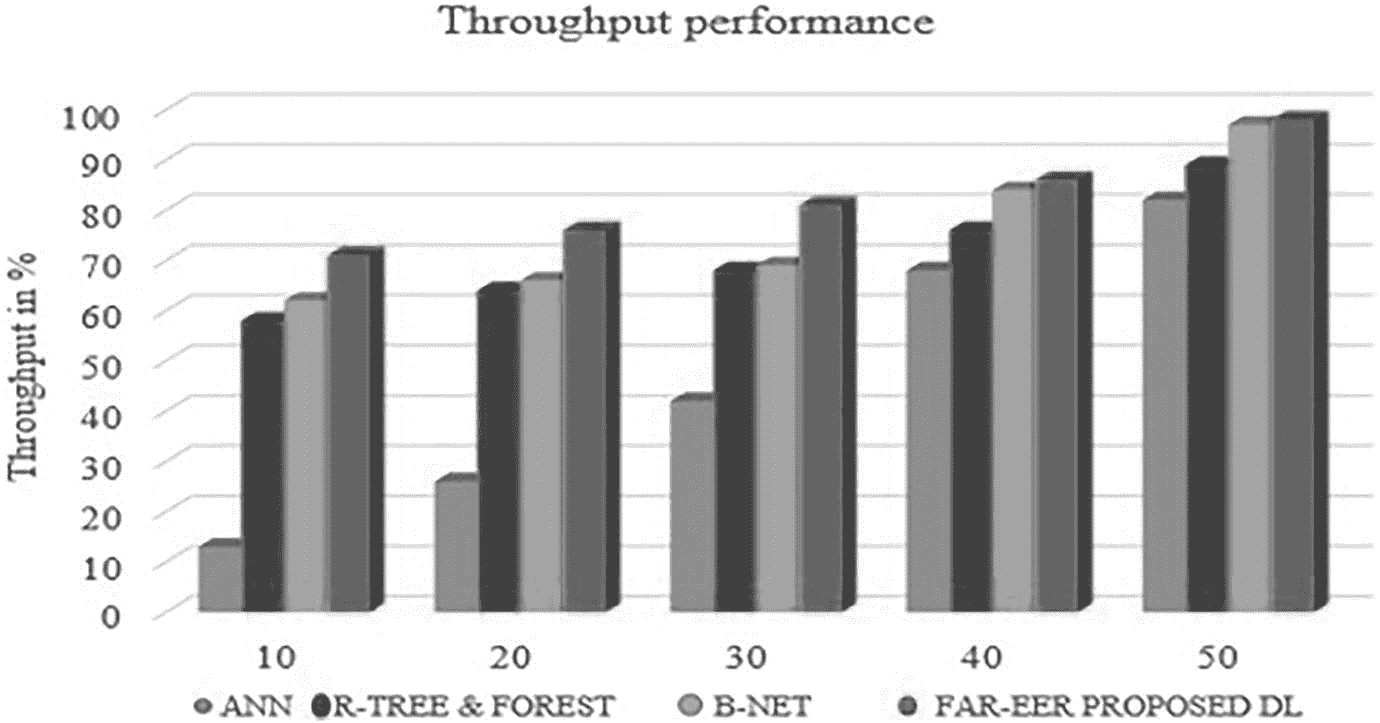 Throughput performance
Throughput in %
100
90
80
70
60
50
40
30
20
10
0
10 20 30 40 50
ANN R-TREE & FOREST B-NET FAR-EER PROPOSED DL